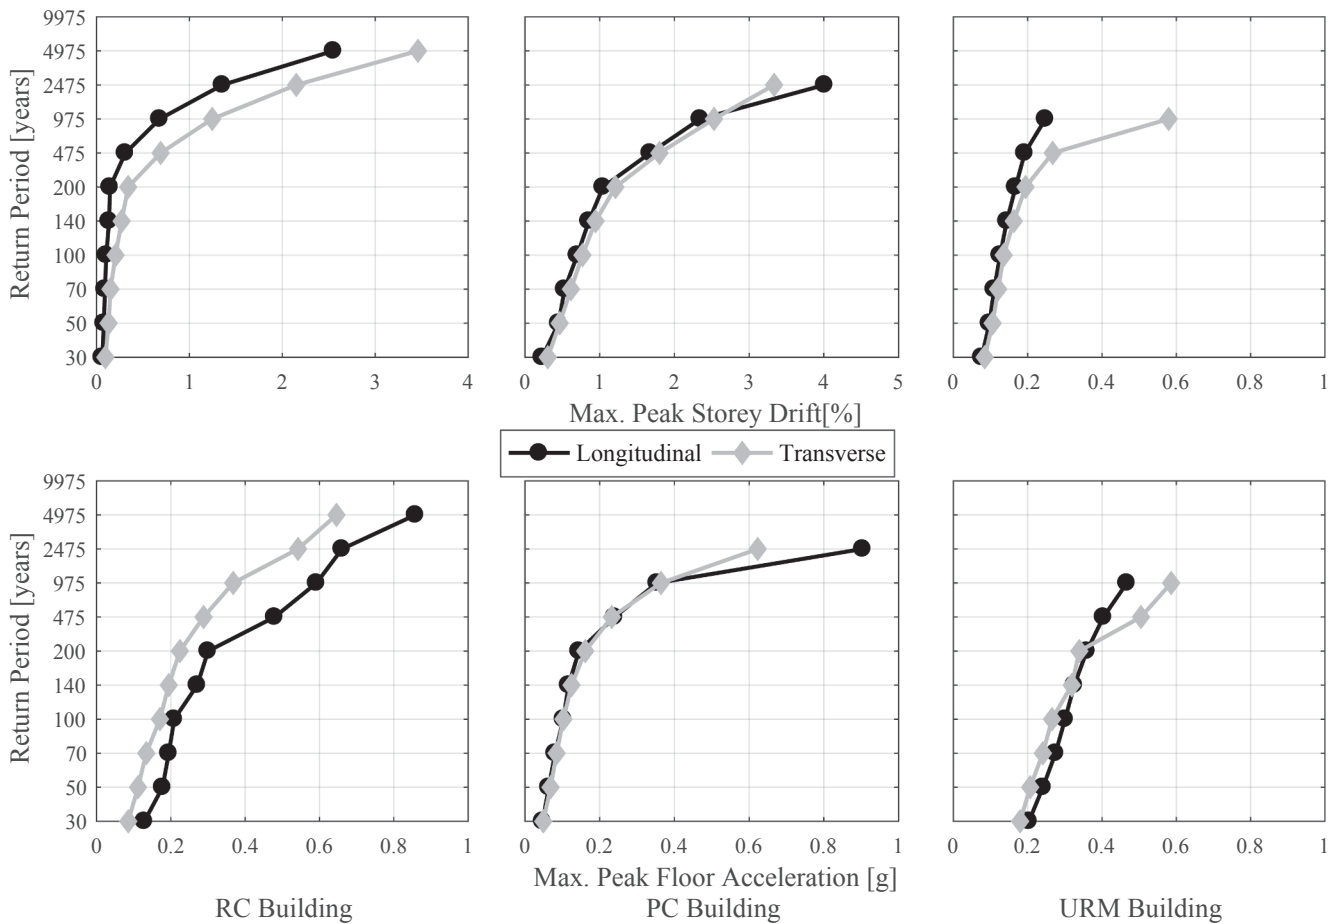 9975
4975
2475
975
475
200
140
100
70
50
30
Return Period [years]
0 1 2 3 4
0 1 2 3 4 5
0 0.2 0.4 0.6 0.8 1
Max. Peak Storey Drift[%]
Longitudinal Transverse
9975
4975
2475
975
475
200
140
100
70
50
30
Return Period [years]
0 0.2 0.4 0.6 0.8 1
0 0.2 0.4 0.6 0.8 1
0 0.2 0.4 0.6 0.8 1
Max. Peak Floor Acceleration [g]
RC Building PC Building URM Building